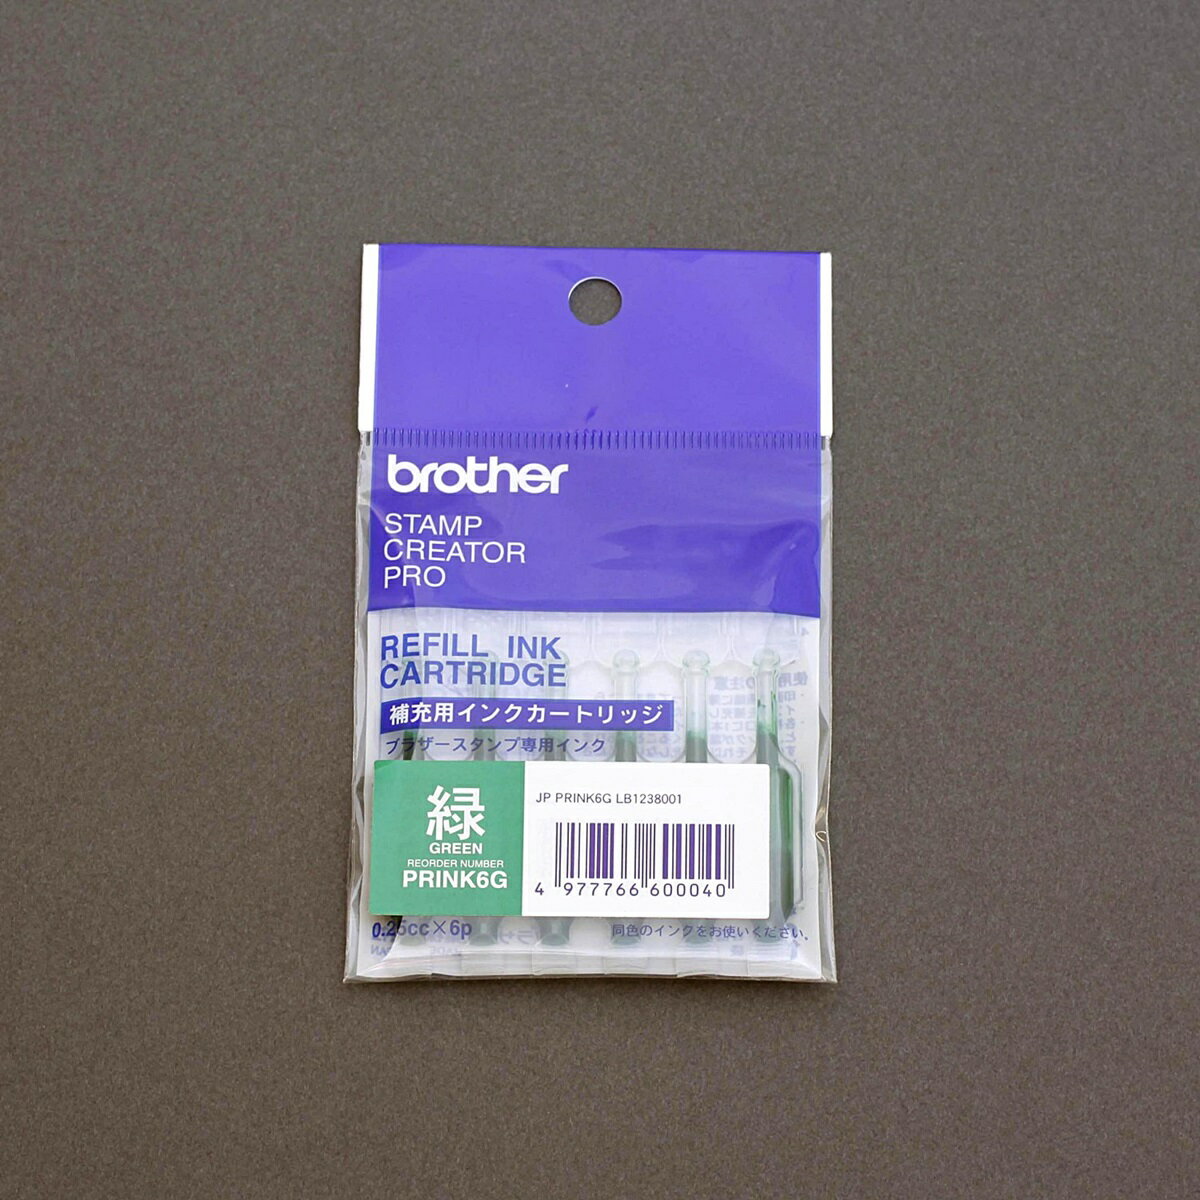 brother
STAMP
CREATOR
PRO
REFILL INK
CARTRIDGE
補充用インクカートリッジ
ブラザースタンプ専用インク
緑
GREEN
REORDER NUMBER
PRINK6G
JP PRINK6G LB1238001
4 977766 600040
0.25cc×6p
同色のインクをお使いください。